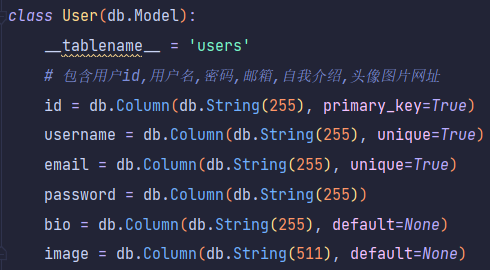 class User(db.Model):
__tablename__ = 'users'
# 包含用户id,用户名,密码,邮箱,自我介绍,头像图片网址
id = db.Column(db.String(255), primary_key=True)
username = db.Column(db.String(255), unique=True)
email = db.Column(db.String(255), unique=True)
password = db.Column(db.String(255))
bio = db.Column(db.String(255), default=None)
image = db.Column(db.String(511), default=None)